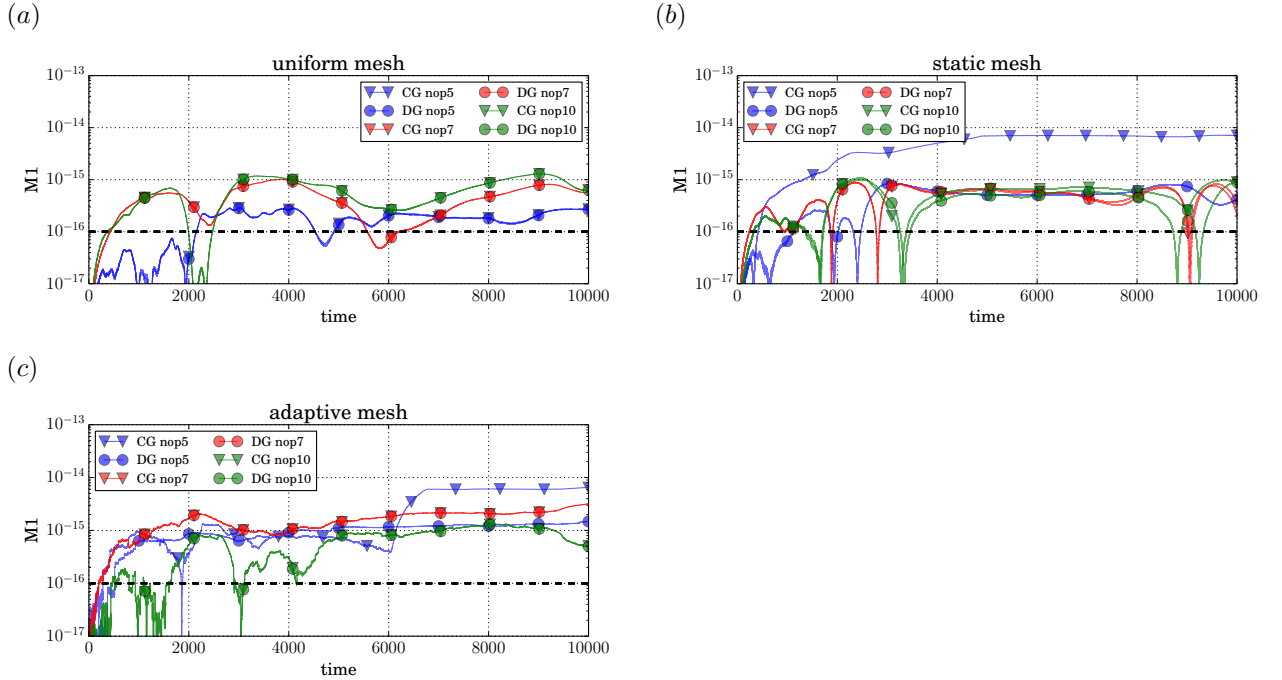 (a)
uniform mesh
M1
10⁻¹³
10⁻¹⁴
10⁻¹⁵
10⁻¹⁶
10⁻¹⁷
CG nop5
DG nop5
CG nop7
DG nop7
CG nop10
DG nop10
0 2000 4000 6000 8000 10000
time
(b)
static mesh
M1
10⁻¹³
10⁻¹⁴
10⁻¹⁵
10⁻¹⁶
10⁻¹⁷
CG nop5
DG nop5
CG nop7
DG nop7
CG nop10
DG nop10
0 2000 4000 6000 8000 10000
time
(c)
adaptive mesh
M1
10⁻¹³
10⁻¹⁴
10⁻¹⁵
10⁻¹⁶
10⁻¹⁷
CG nop5
DG nop5
CG nop7
DG nop7
CG nop10
DG nop10
0 2000 4000 6000 8000 10000
time